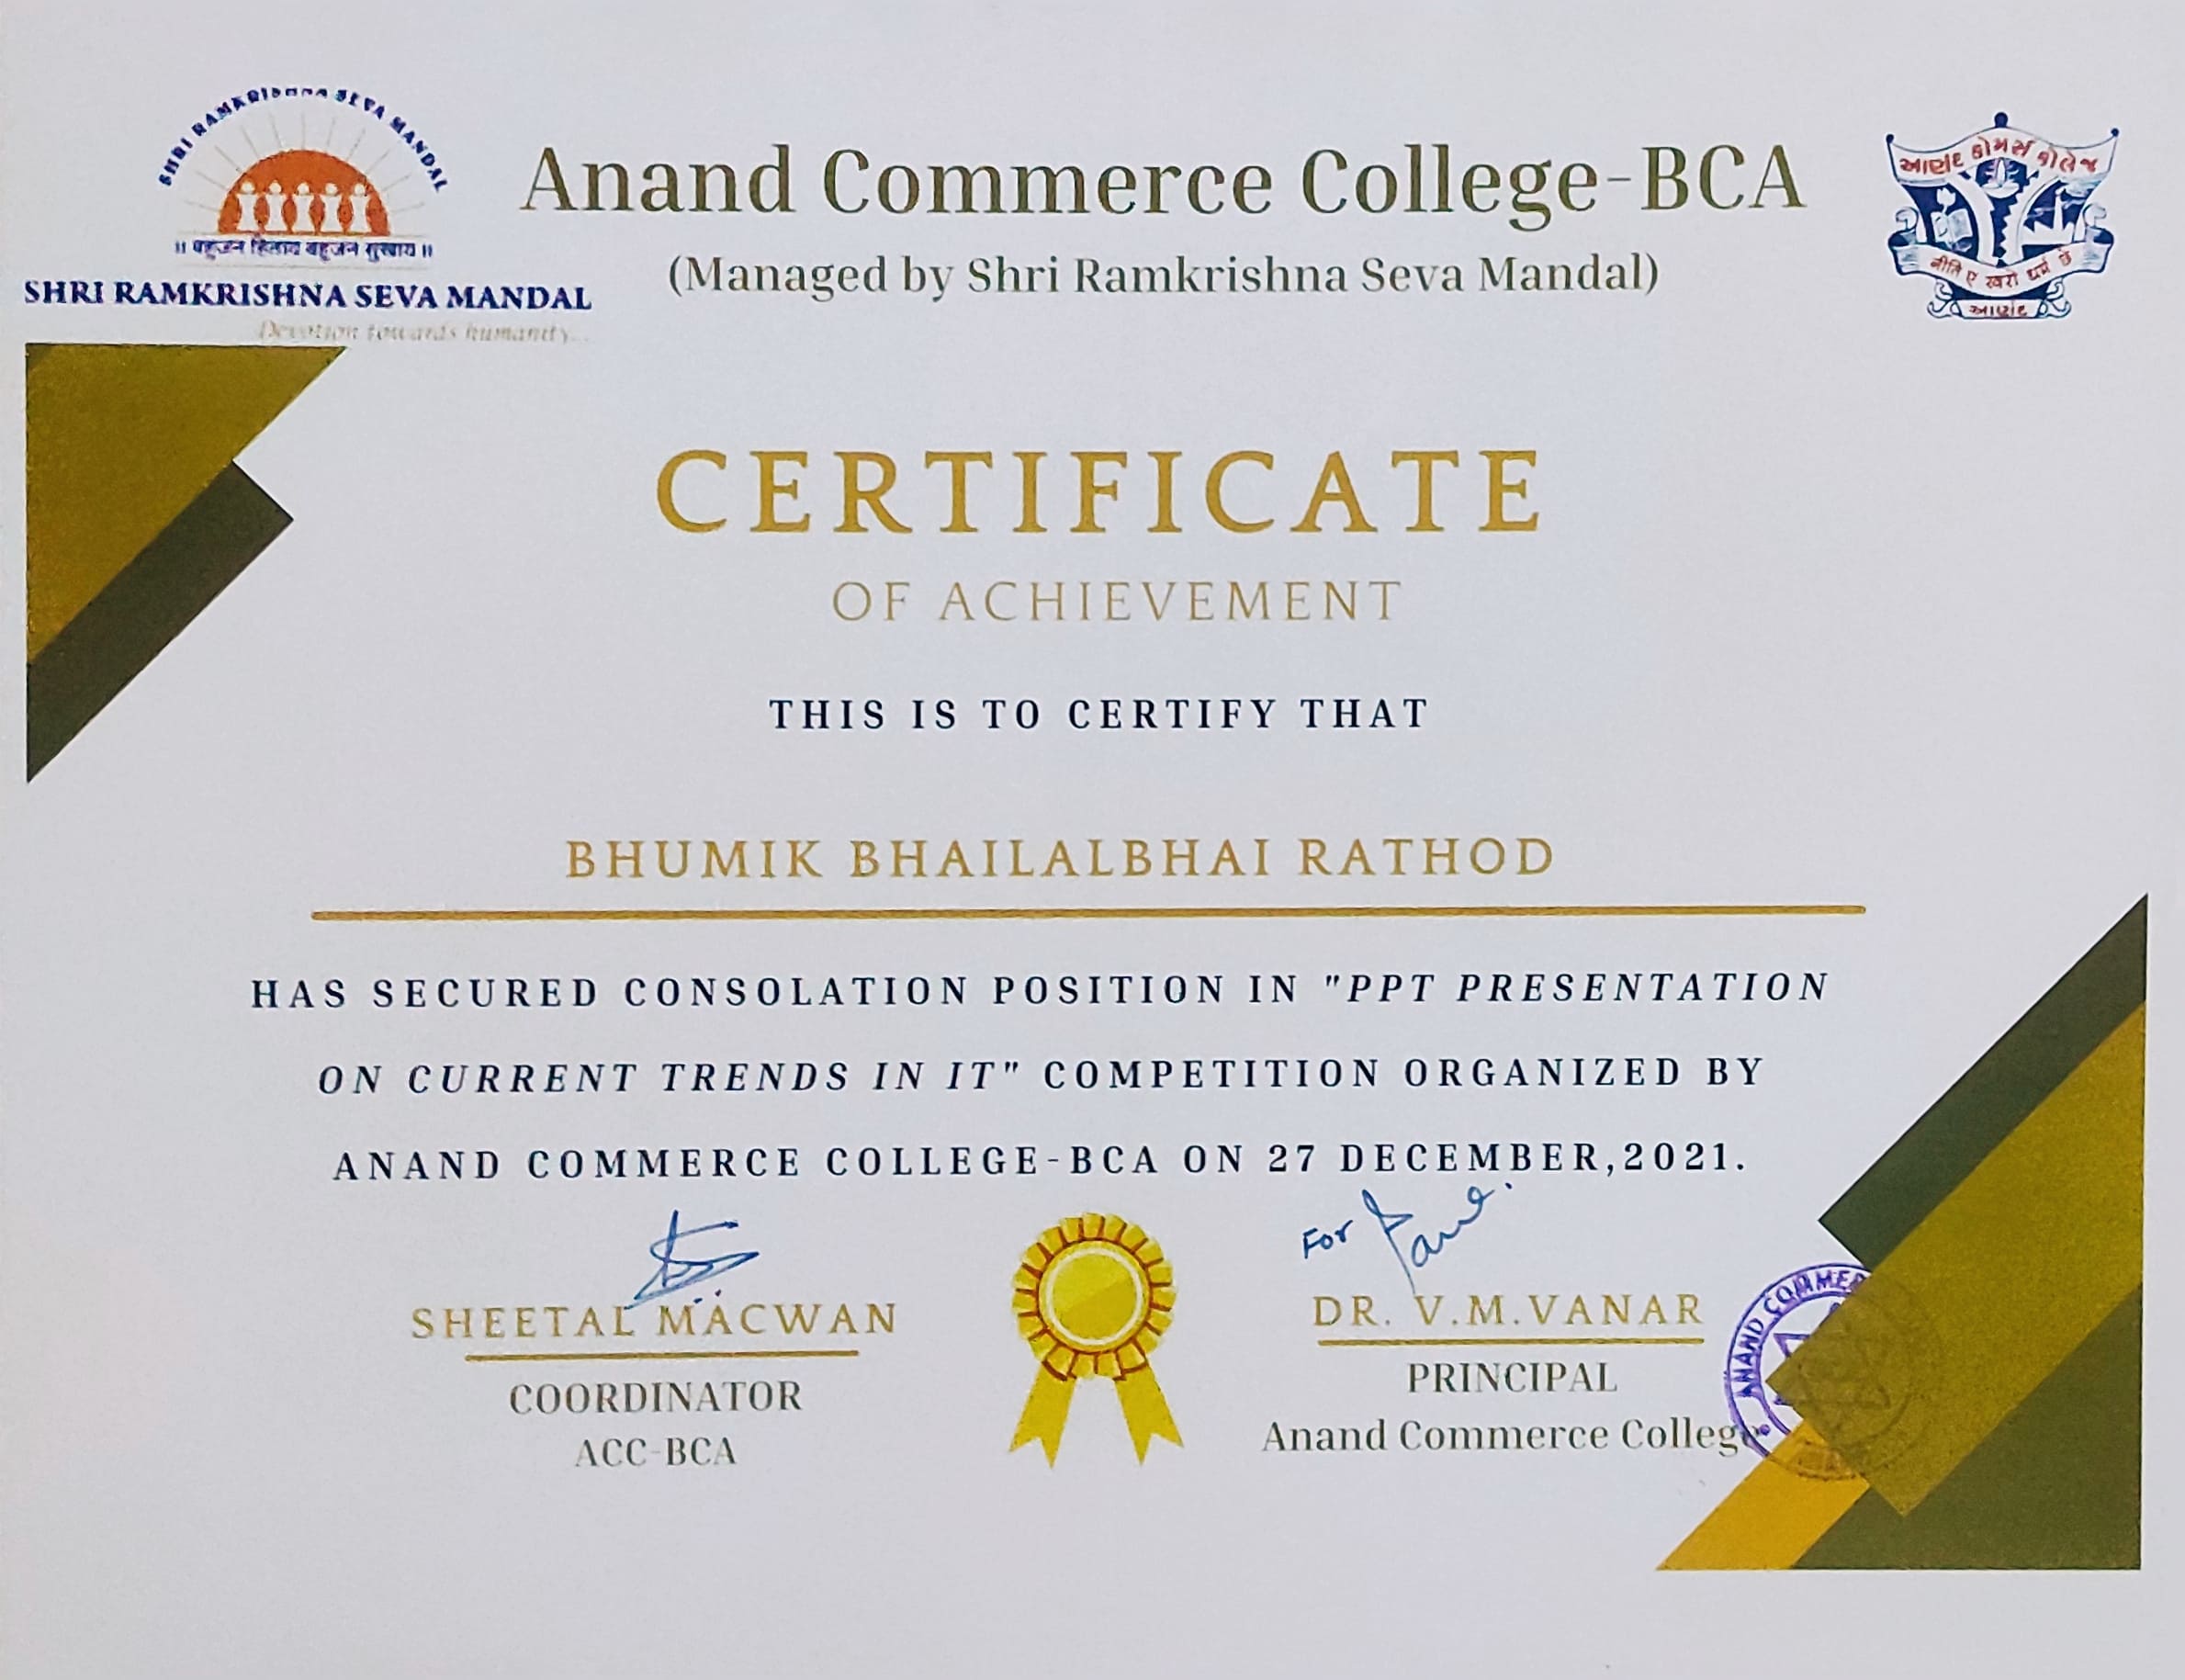 SHRI RAMKRISHNA SEVA MANDAL
॥ बहुजन हिताय बहुजन सुखाय ॥
SHRI RAMKRISHNA SEVA MANDAL
Devotion towards humanity...
Anand Commerce College-BCA
(Managed by Shri Ramkrishna Seva Mandal)
આણંદ કોમર્સ કોલેજ
નીતિ એ ખરો ધર્મ છે
આણંદ
CERTIFICATE
OF ACHIEVEMENT
THIS IS TO CERTIFY THAT
BHUMIK BHAILALBHAI RATHOD
HAS SECURED CONSOLATION POSITION IN "PPT PRESENTATION
ON CURRENT TRENDS IN IT" COMPETITION ORGANIZED BY
ANAND COMMERCE COLLEGE-BCA ON 27 DECEMBER,2021.
SHEETAL MACWAN
COORDINATOR
ACC-BCA
For
DR. V.M.VANAR
PRINCIPAL
Anand Commerce College
ANAND COMMER